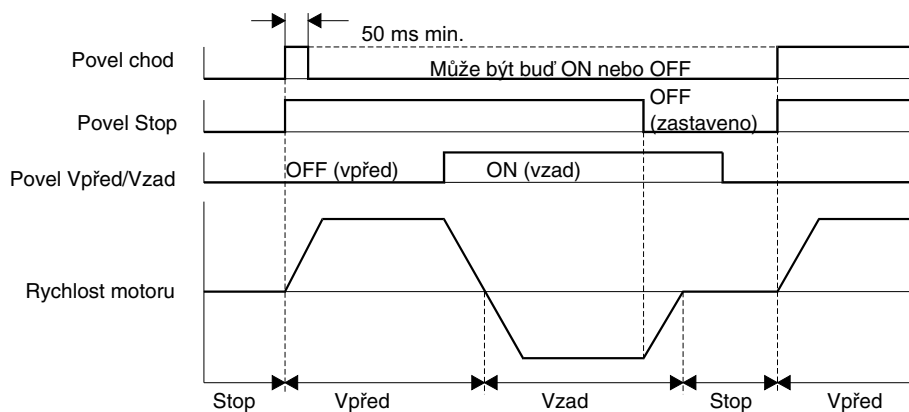 50 ms min.
Povel chod
Může být buď ON nebo OFF
Povel Stop
OFF
(zastaveno)
Povel Vpřed/Vzad
OFF (vpřed)
ON (vzad)
Rychlost motoru
Stop
Vpřed
Vzad
Stop
Vpřed